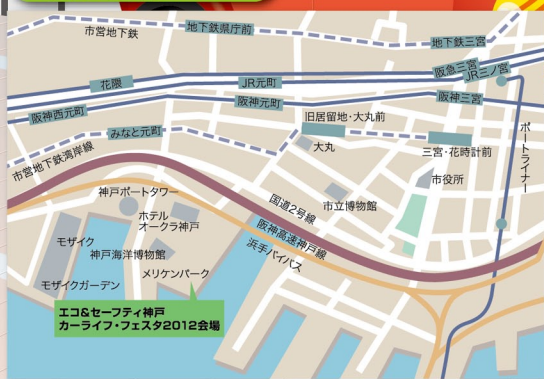 市営地下鉄
地下鉄県庁前
地下鉄三宮
阪急三宮
JR三ノ宮
花隈
JR元町
阪神西元町
阪神元町
阪神三宮
みなと元町
旧居留地・大丸前
大丸
三宮・花時計前
ポートライナー
市営地下鉄湾岸線
市役所
神戸ポートタワー
国道2号線
市立博物館
ホテル
オークラ神戸
阪神高速神戸線
浜手バイパス
モザイク
神戸海洋博物館
メリケンパーク
モザイクガーデン
エコ&セーフティ神戸
カーライフ・フェスタ2012会場